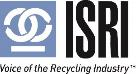 ISRI
Voice of the Recycling Industry™